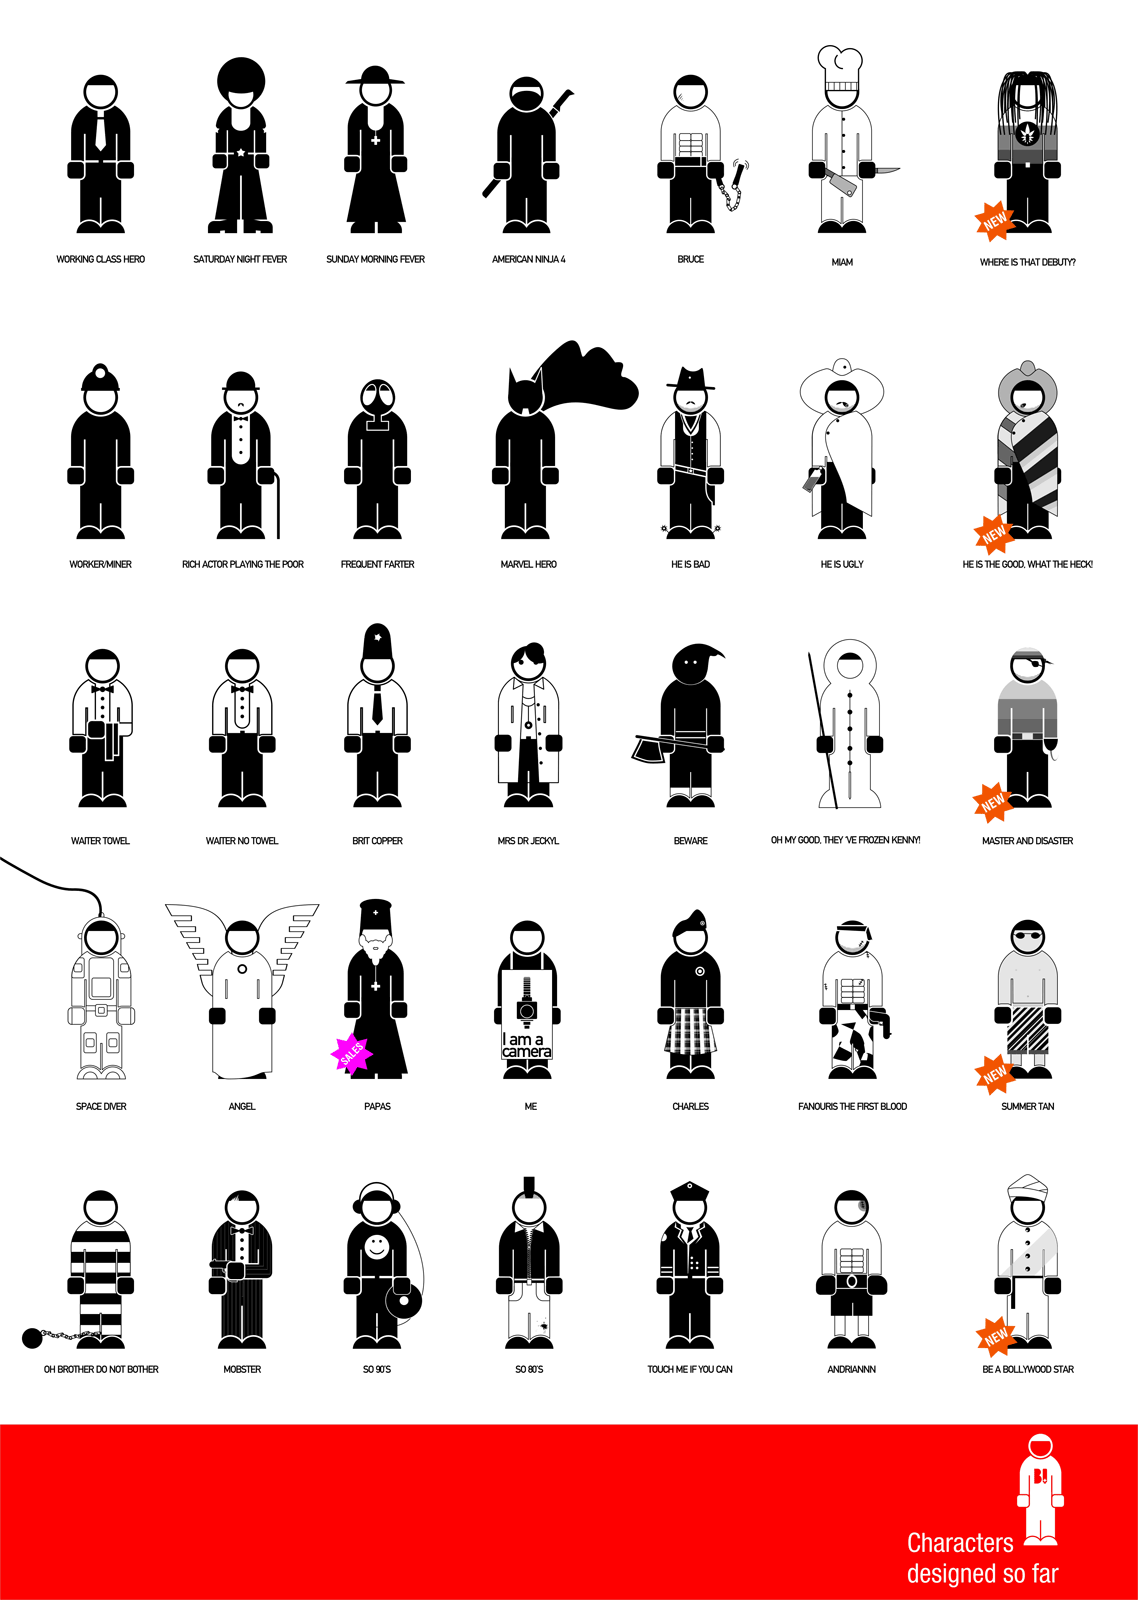 WORKING CLASS HERO
SATURDAY NIGHT FEVER
SUNDAY MORNING FEVER
AMERICAN NINJA 4
BRUCE
MIAM
NEW
WHERE IS THAT DEBUTY?
WORKER/MINER
RICH ACTOR PLAYING THE POOR
FREQUENT FARTER
MARVEL HERO
HE IS BAD
HE IS UGLY
NEW
HE IS THE GOOD, WHAT THE HECK!
WAITER TOWEL
WAITER NO TOWEL
BRIT COPPER
MRS DR JECKYL
BEWARE
OH MY GOOD, THEY 'VE FROZEN KENNY!
NEW
MASTER AND DISASTER
SPACE DIVER
ANGEL
SALES
PAPAS
I am a
camera
ME
CHARLES
FANOURIS THE FIRST BLOOD
NEW
SUMMER TAN
OH BROTHER DO NOT BOTHER
MOBSTER
SO 90'S
SO 80'S
TOUCH ME IF YOU CAN
ANDRIANNN
NEW
BE A BOLLYWOOD STAR
B!
Characters
designed so far